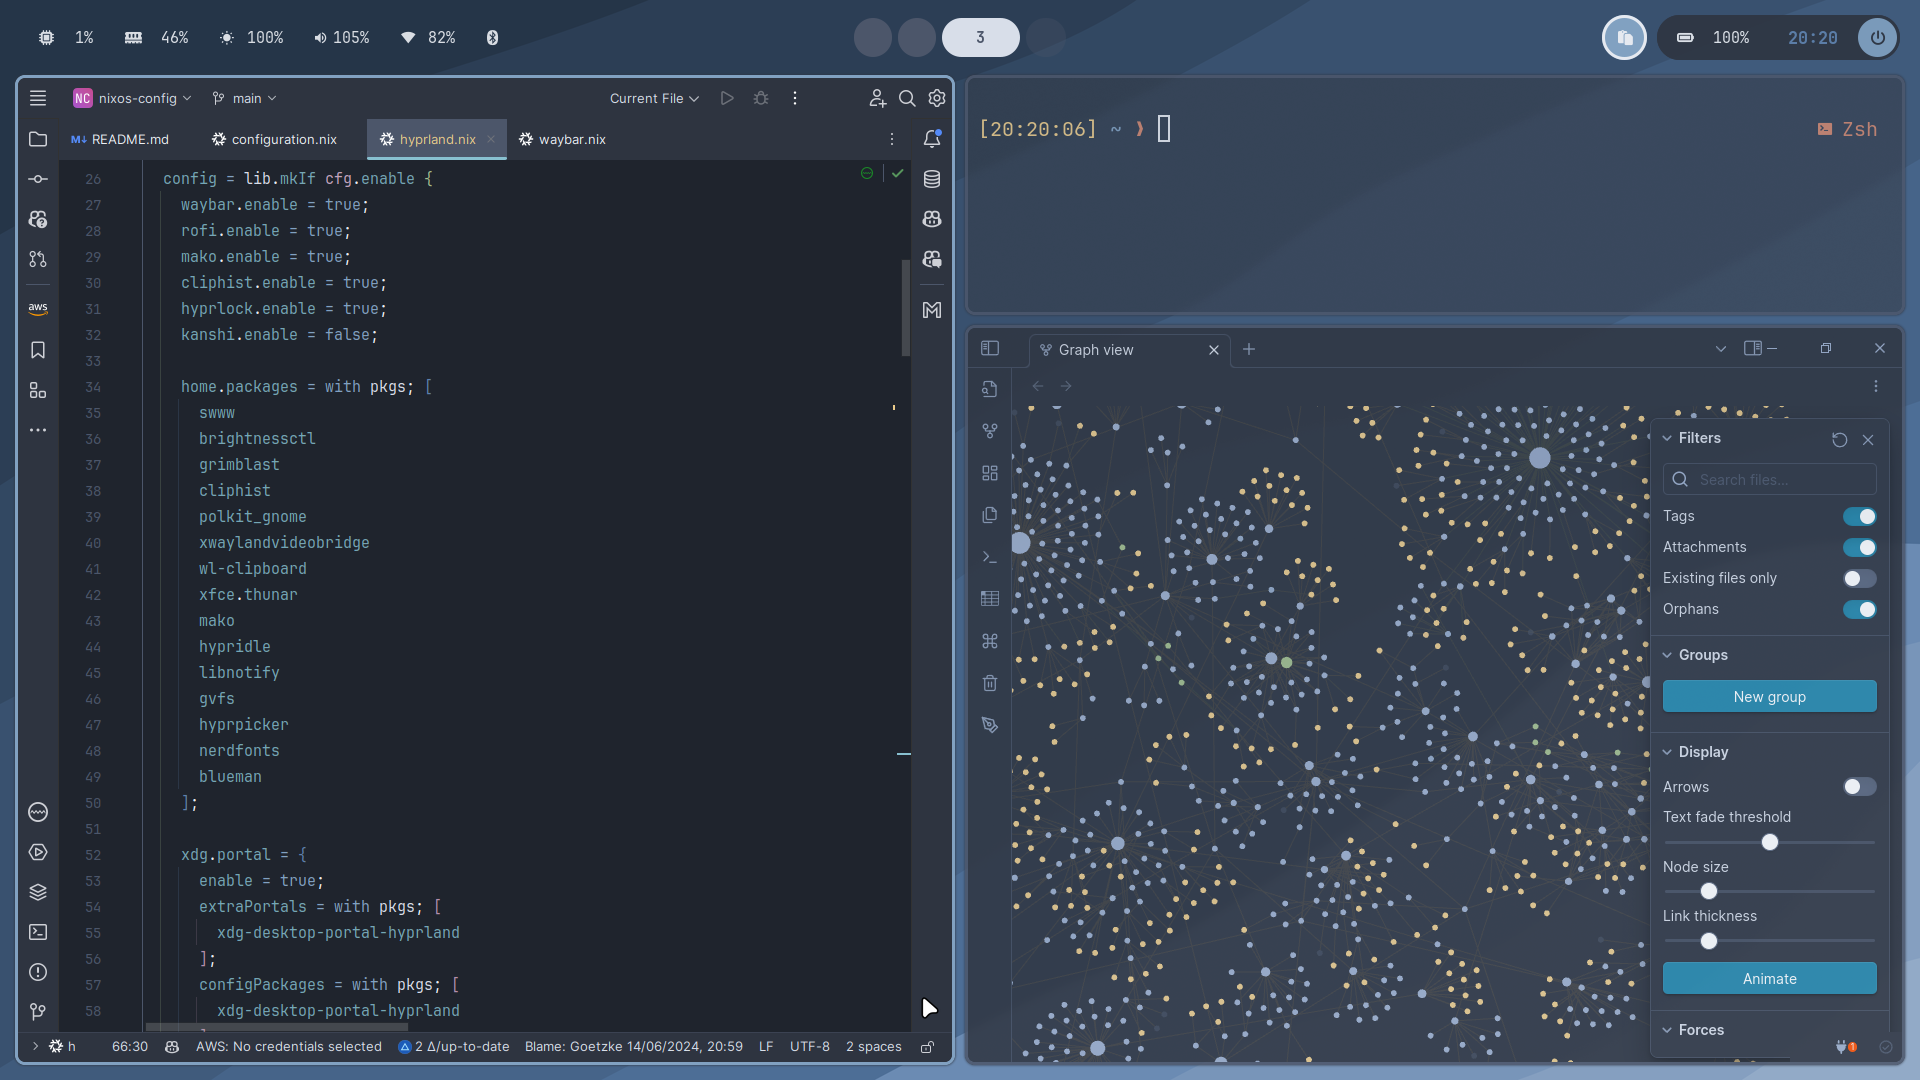 1%
46%
100%
105%
82%
3
100%
20:20
NC nixos-config
main
Current File
M↓ README.md
configuration.nix
hyprland.nix
waybar.nix
aws
26 config = lib.mkIf cfg.enable {
27 waybar.enable = true;
28 rofi.enable = true;
29 mako.enable = true;
30 cliphist.enable = true;
31 hyprlock.enable = true;
32 kanshi.enable = false;
33
34 home.packages = with pkgs; [
35 swww
36 brightnessctl
37 grimblast
38 cliphist
39 polkit_gnome
40 xwaylandvideobridge
41 wl-clipboard
42 xfce.thunar
43 mako
44 hypridle
45 libnotify
46 gvfs
47 hyprpicker
48 nerdfonts
49 blueman
50 ];
51
52 xdg.portal = {
53 enable = true;
54 extraPortals = with pkgs; [
55 xdg-desktop-portal-hyprland
56 ];
57 configPackages = with pkgs; [
58 xdg-desktop-portal-hyprland
h
66:30
AWS: No credentials selected
2 Δ/up-to-date
Blame: Goetzke 14/06/2024, 20:59
LF
UTF-8
2 spaces
[20:20:06] ~ ❯
Zsh
Graph view
Filters
Search files...
Tags
Attachments
Existing files only
Orphans
Groups
New group
Display
Arrows
Text fade threshold
Node size
Link thickness
Animate
Forces
1